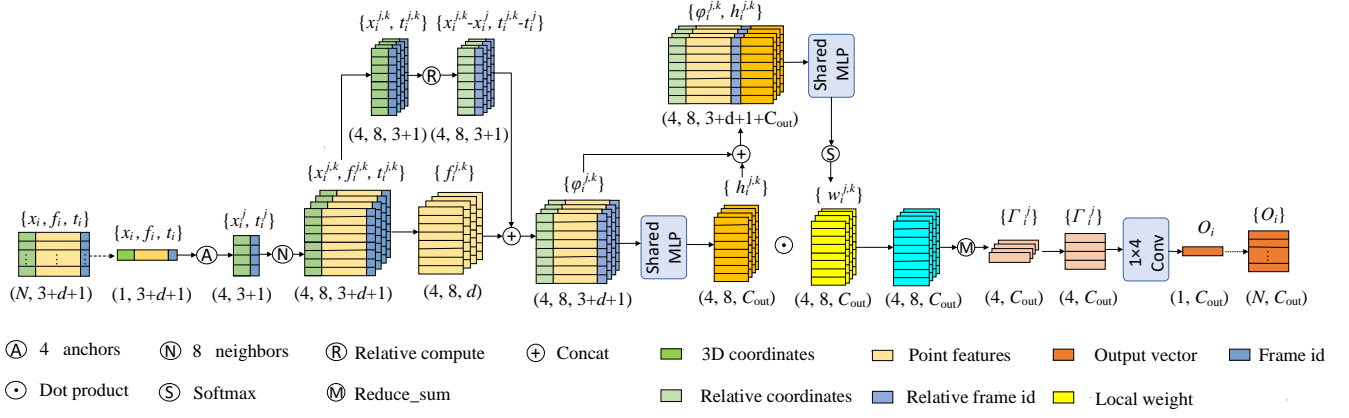 {x_i^{j,k}, t_i^{j,k}} {x_i^{j,k}-x_i^j, t_i^{j,k}-t_i^j} {φ_i^{j,k}, h_i^{j,k}}
R
Shared MLP
(4, 8, 3+1) (4, 8, 3+1) (4, 8, 3+d+1+C_out)
{x_i^{j,k}, f_i^{j,k}, t_i^{j,k}} {f_i^{j,k}} + S
{φ_i^{j,k}} {h_i^{j,k}} {w_i^{j,k}}
{x_i, f_i, t_i} {x_i, f_i, t_i} {x_i^j, t_i^j} {Γ_i^j} {Γ_i^j} O_i {O_i}
A N + Shared MLP M 1×4 Conv
(N, 3+d+1) (1, 3+d+1) (4, 3+1) (4, 8, 3+d+1) (4, 8, d) (4, 8, 3+d+1) (4, 8, C_out) (4, 8, C_out) (4, 8, C_out) (4, C_out) (4, C_out) (1, C_out) (N, C_out)
A 4 anchors N 8 neighbors R Relative compute + Concat 3D coordinates Point features Output vector Frame id
Dot product S Softmax M Reduce_sum Relative coordinates Relative frame id Local weight